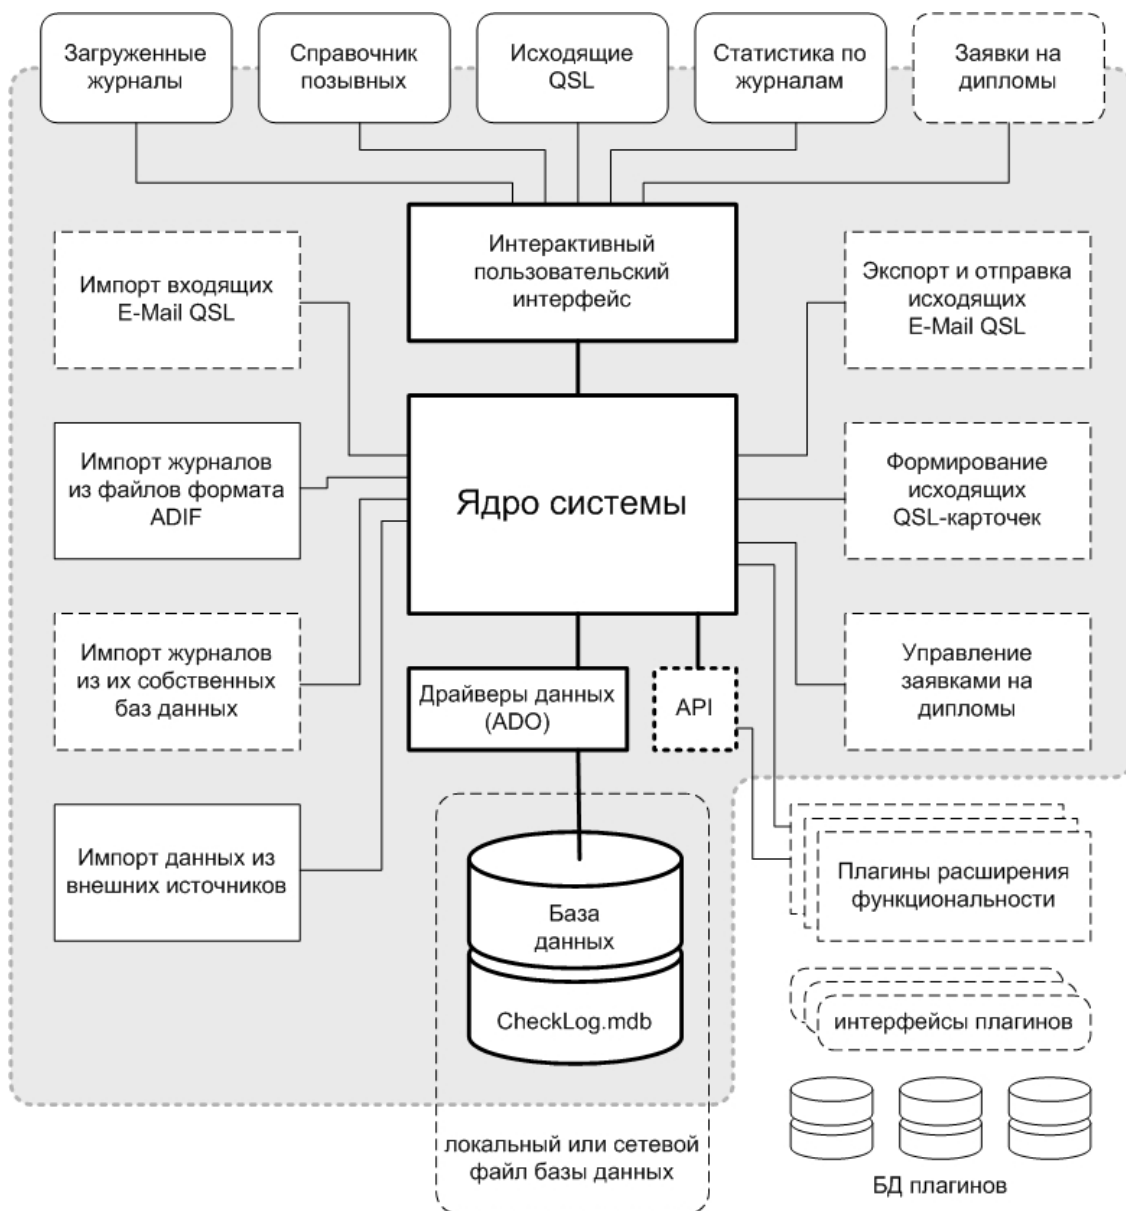 Загруженные
журналы
Справочник
позывных
Исходящие
QSL
Статистика по
журналам
Заявки на
дипломы
Интерактивный
пользовательский
интерфейс
Импорт входящих
E-Mail QSL
Экспорт и отправка
исходящих
E-Mail QSL
Импорт журналов
из файлов формата
ADIF
Ядро системы
Формирование
исходящих
QSL-карточек
Импорт журналов
из их собственных
баз данных
Драйверы данных
(ADO)
API
Управление
заявками на
дипломы
Импорт данных из
внешних источников
База
данных
CheckLog.mdb
Плагины расширения
функциональности
интерфейсы плагинов
локальный или сетевой
файл базы данных
БД плагинов